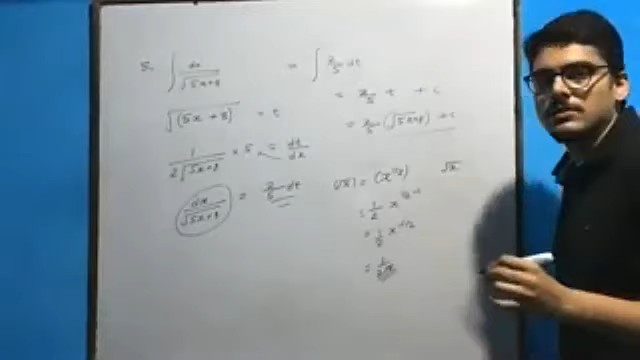 8. ∫ dx/√5x+8 = ∫ 2/5 dt
= 2/5 t + c
√(5x + 8) = t
= 2/5 (√5x+8) + c
1/2√5x+8 × 5 = dt/dx
dx/√5x+8 = 2/5 dt
(√x)' = (x^1/2) √x
= 1/2 x^1/2-1
= 1/2 x^-1/2
= 1/2√x